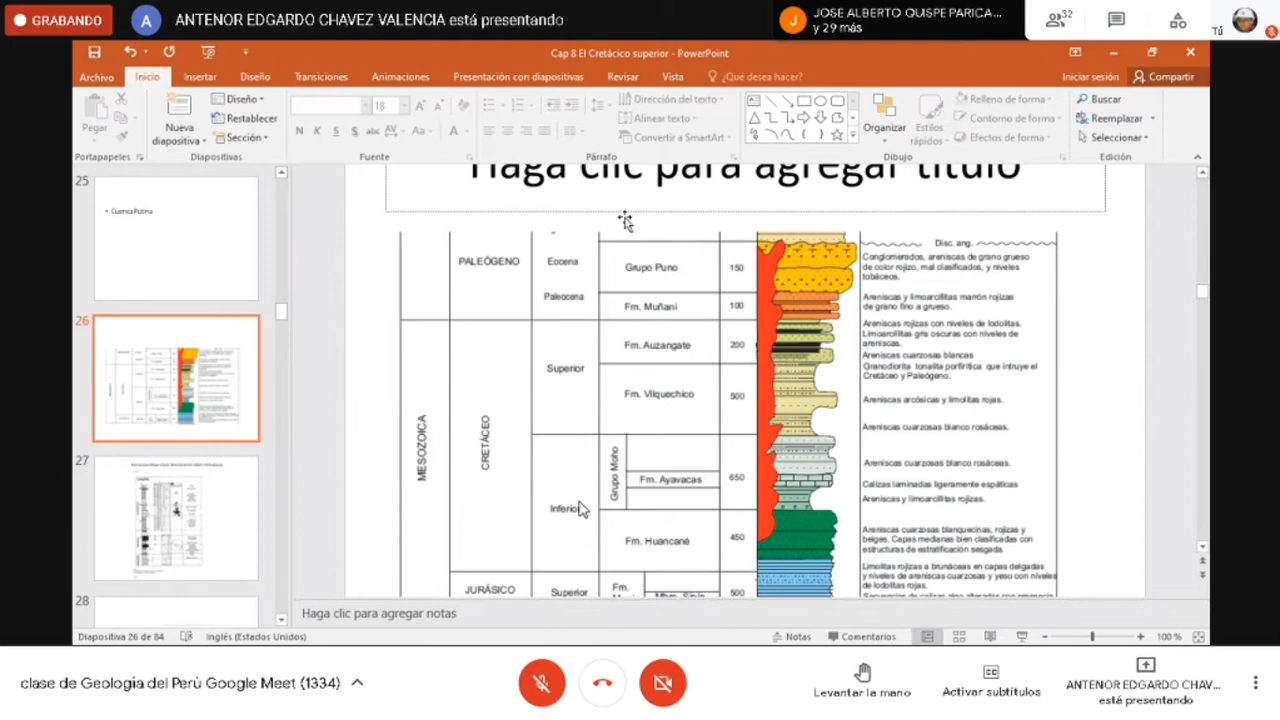 GRABANDO
A
ANTENOR EDGARDO CHAVEZ VALENCIA está presentando
J
JOSE ALBERTO QUISPE PARICA...
y 29 más
32
Tú
Cap 8 El Cretácico superior - PowerPoint
Archivo
Inicio
Insertar
Diseño
Transiciones
Animaciones
Presentación con diapositivas
Revisar
Vista
¿Qué desea hacer?
Iniciar sesión
Compartir
Pegar
Nueva
diapositiva
Diseño
Restablecer
Sección
18
N K S S abc AV Aa A
Dirección del texto
Alinear texto
Convertir a SmartArt
Organizar
Estilos
rápidos
Relleno de forma
Contorno de forma
Efectos de forma
Buscar
Reemplazar
Seleccionar
Portapapeles
Diapositivas
Fuente
Párrafo
Dibujo
Edición
25
• Cuenca Putina
26
27
28
Haga clic para agregar título
PALEÓGENO
Eocena
Paleocena
Grupo Puno
150
Fm. Muñani
100
MESOZOICA
CRETÁCEO
Superior
Fm. Auzangate
200
Fm. Vilquechico
500
Inferior
Grupo Moho
Fm. Ayavacas
650
Fm. Huancané
450
JURÁSICO
Superior
Fm.
500
Disc. ang.
Conglomerados, areniscas de grano grueso
de color rojizo, mal clasificados, y niveles
tobáceos.
Areniscas y limoarcillitas marrón rojizas
de grano fino a grueso.
Areniscas rojizas con niveles de lodolitas.
Limoarcillitas gris oscuras con niveles de
areniscas.
Areniscas cuarzosas blancas
Granodiorita tonalita porfirítica que intruye el
Cretáceo y Paleógeno.
Areniscas arcósicas y limolitas rojas.
Areniscas cuarzosas blanco rosáceas.
Areniscas cuarzosas blanco rosáceas.
Calizas laminadas ligeramente espáticas
Areniscas y limoarcillitas rojizas.
Areniscas cuarzosas blanquecinas, rojizas y
beiges. Capas medianas bien clasificadas con
estructuras de estratificación sesgada.
Limolitas rojizas a brunáceas en capas delgadas
y niveles de areniscas cuarzosas y yeso con niveles
de lodolitas rojas.
Haga clic para agregar notas
Diapositiva 26 de 84
Inglés (Estados Unidos)
Notas
Comentarios
100 %
clase de Geología del Perú Google Meet (1334)
Levantar la mano
Activar subtítulos
ANTENOR EDGARDO CHAV...
está presentando